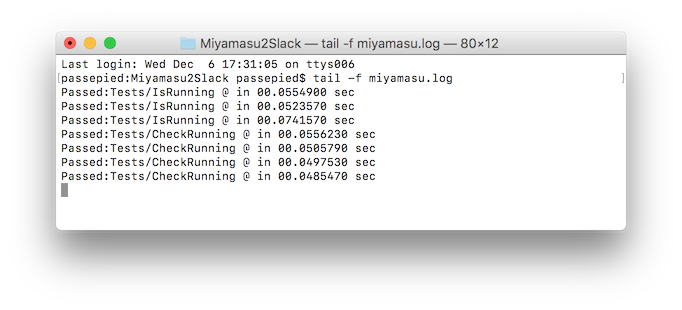 Miyamasu2Slack — tail -f miyamasu.log — 80×12
Last login: Wed Dec  6 17:31:05 on ttys006
[passepied:Miyamasu2Slack passepied$ tail -f miyamasu.log ]
Passed:Tests/IsRunning @ in 00.0554900 sec
Passed:Tests/IsRunning @ in 00.0523570 sec
Passed:Tests/IsRunning @ in 00.0741570 sec
Passed:Tests/CheckRunning @ in 00.0556230 sec
Passed:Tests/CheckRunning @ in 00.0505790 sec
Passed:Tests/CheckRunning @ in 00.0497530 sec
Passed:Tests/CheckRunning @ in 00.0485470 sec